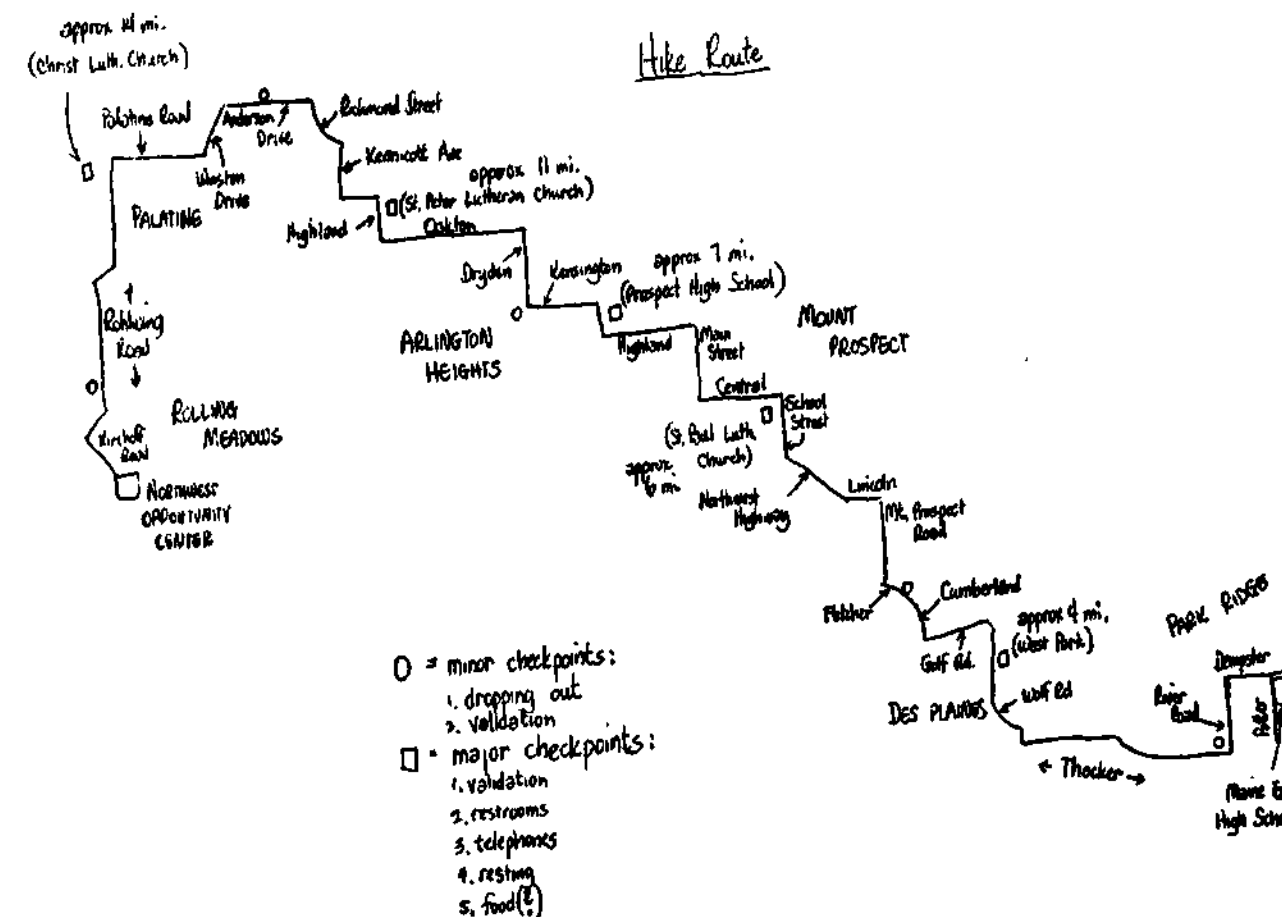 Hike Route
approx 14 mi.
(Christ Luth. Church)
Palatine Road
Anderson
Drive
Richmond Street
Kennicott Ave
Weston
Drive
PALATINE
approx 11 mi.
(St. Peter Lutheran Church)
Highland
Oakton
Dryden
Kensington
approx 7 mi.
(Prospect High School)
MOUNT
PROSPECT
ARLINGTON
HEIGHTS
Highland
Main
Street
Rohlwing
Road
Central
School
Street
ROLLING
MEADOWS
Kirchoff
Road
(St. Paul Luth.
Church)
approx.
6 mi
NORTHWEST
OPPORTUNITY
CENTER
Northwest
Highway
Lincoln
Mt. Prospect
Road
Fletcher
Cumberland
Golf Rd.
approx 4 mi.
(West Park)
PARK RIDGE
Dempster
DES PLAINES
Wolf Rd
River
Road
Potter
← Thacker →
Maine E
High Scho
O = minor checkpoints:
1. dropping out
2. validation
□ = major checkpoints:
1. validation
2. restrooms
3. telephones
4. resting
5. food(?)